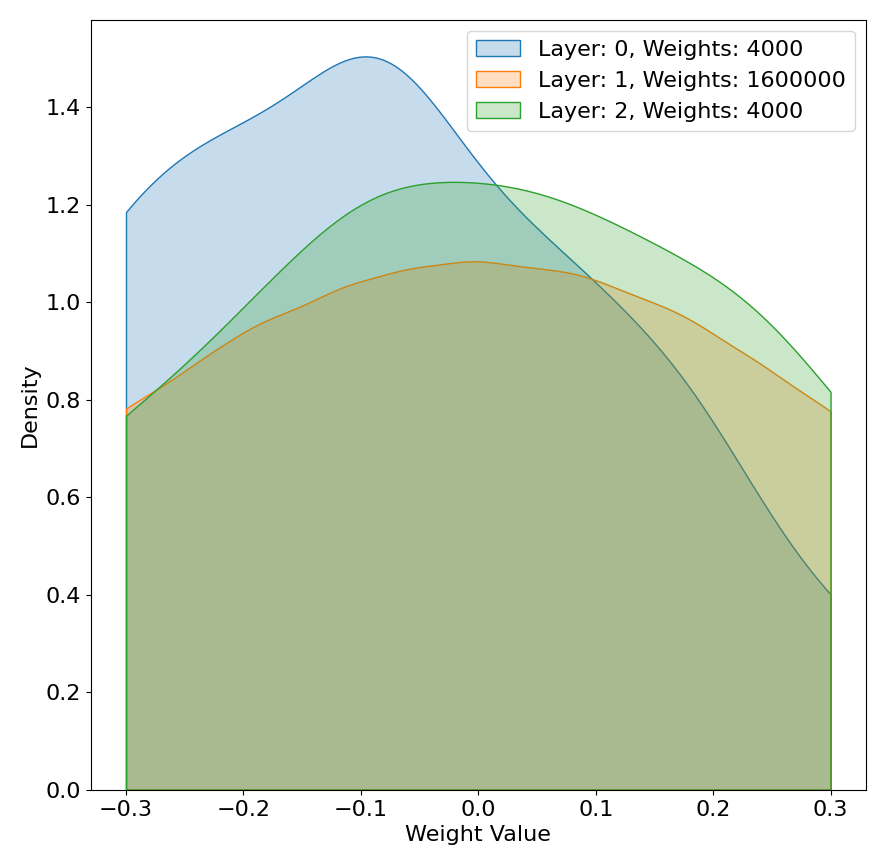 Layer: 0, Weights: 4000
Layer: 1, Weights: 1600000
Layer: 2, Weights: 4000
Density
1.4
1.2
1.0
0.8
0.6
0.4
0.2
0.0
−0.3 −0.2 −0.1 0.0 0.1 0.2 0.3
Weight Value